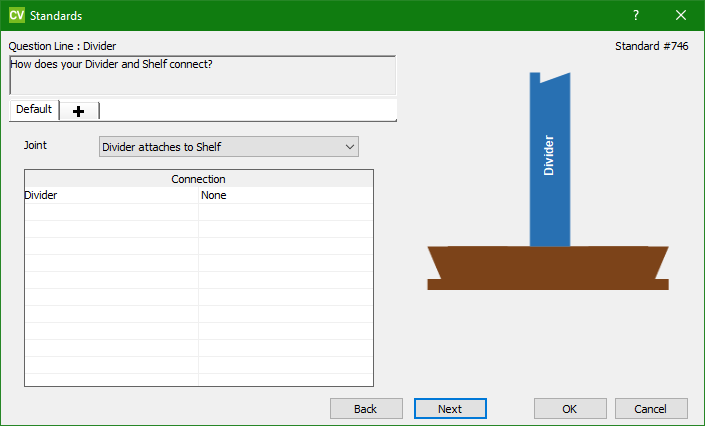 CV Standards
Question Line : Divider
Standard #746
How does your Divider and Shelf connect?
Default
Joint
Divider attaches to Shelf
Connection
Divider None
Divider
Back Next OK Cancel